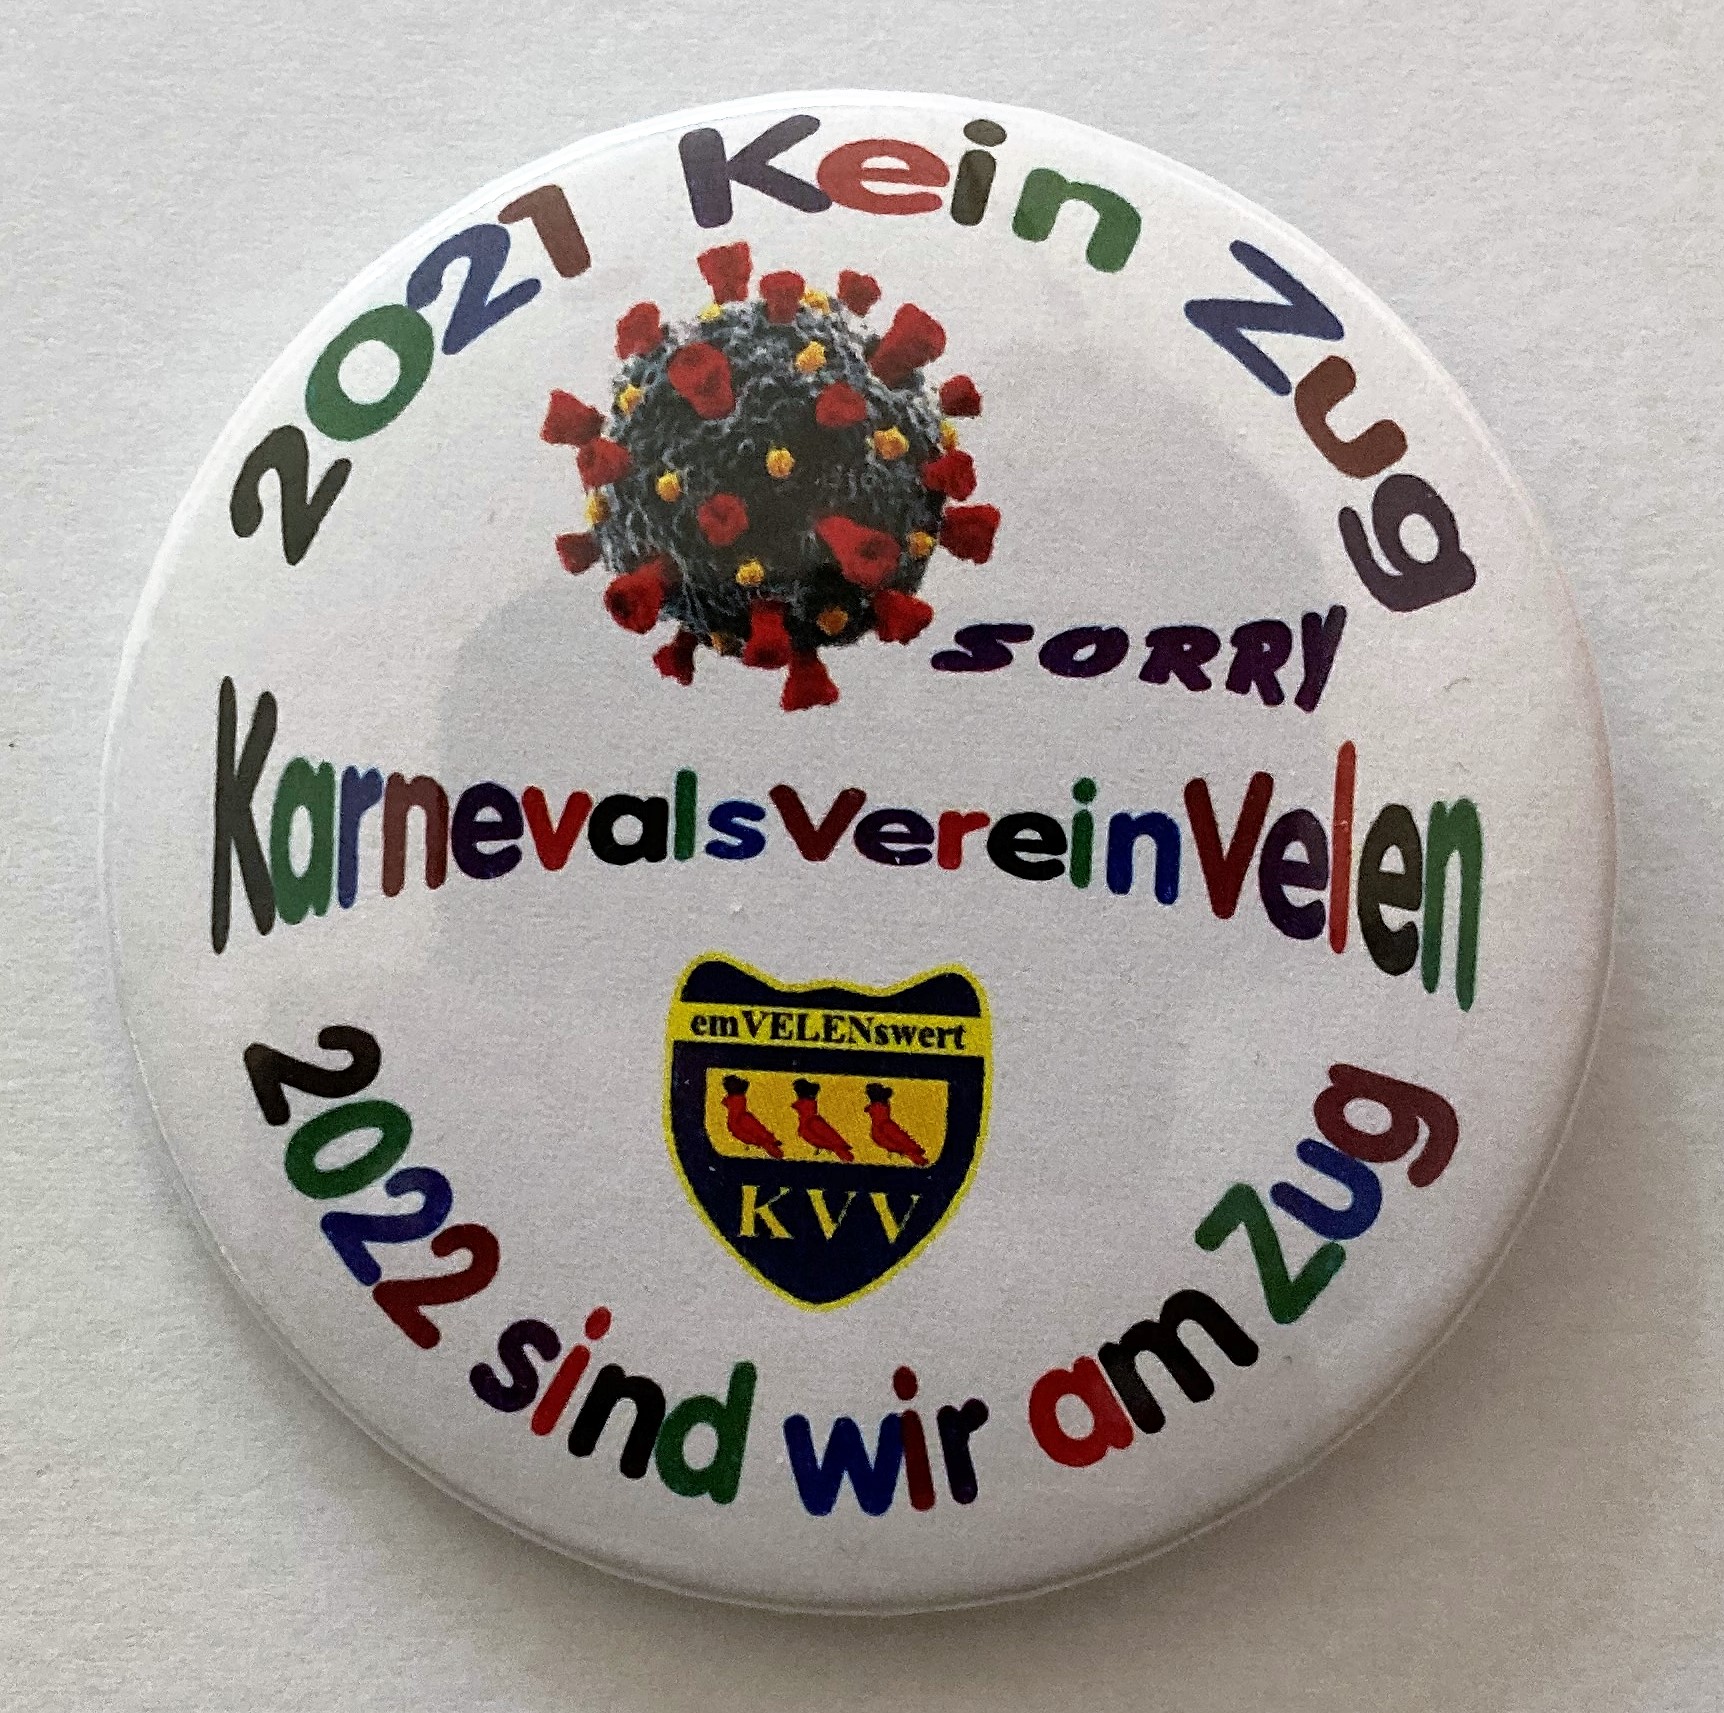 2021 Kein Zug
SORRY
KarnevalsVereinVelen
emVELENswert
KVV
2022 sind wir am Zug